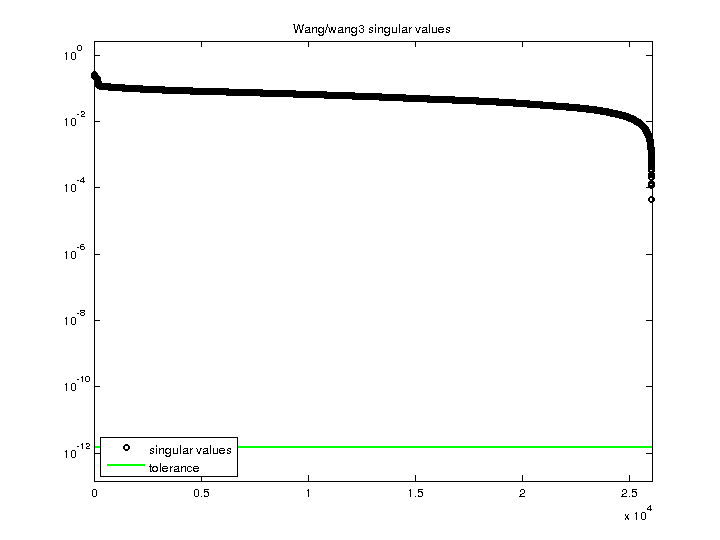 Wang/wang3 singular values
10^0
10^-2
10^-4
10^-6
10^-8
10^-10
10^-12
singular values
tolerance
0 0.5 1 1.5 2 2.5
x 10^4